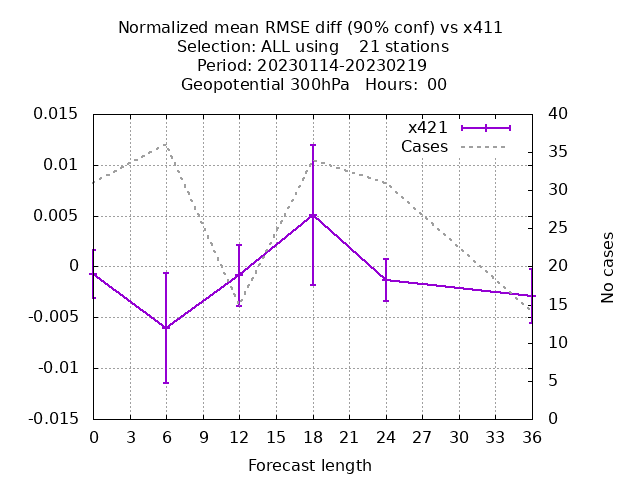 Normalized mean RMSE diff (90% conf) vs x411
Selection: ALL using    21 stations
Period: 20230114-20230219
Geopotential 300hPa   Hours:  00
x421
Cases
0.015
0.01
0.005
0
-0.005
-0.01
-0.015
40
35
30
25
20
15
10
5
0
No cases
0 3 6 9 12 15 18 21 24 27 30 33 36
Forecast length